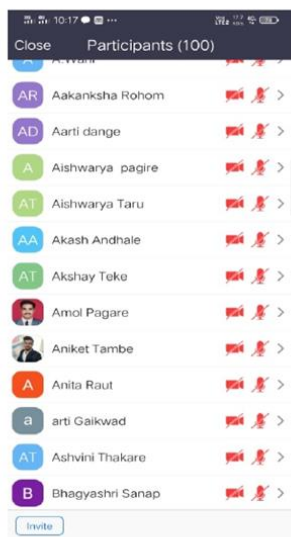 10:17
Close Participants (100)
A.Wani
AR Aakanksha Rohom
AD Aarti dange
A Aishwarya pagire
AT Aishwarya Taru
AA Akash Andhale
AT Akshay Teke
Amol Pagare
Aniket Tambe
A Anita Raut
a arti Gaikwad
AT Ashvini Thakare
B Bhagyashri Sanap
Invite